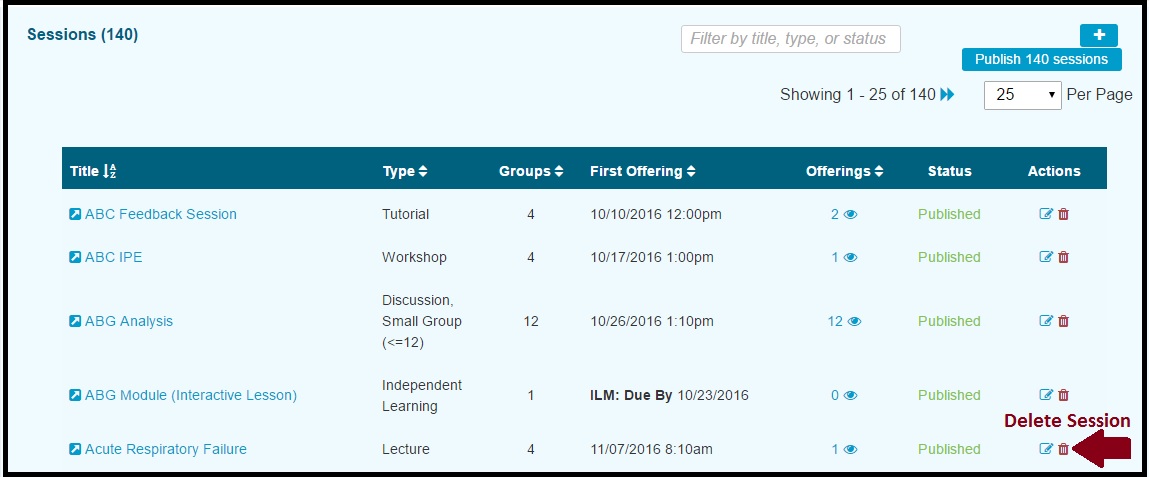 Sessions (140)
Filter by title, type, or status
+
Publish 140 sessions
Showing 1 - 25 of 140
25
Per Page
Title Type Groups First Offering Offerings Status Actions
ABC Feedback Session Tutorial 4 10/10/2016 12:00pm 2 Published
ABC IPE Workshop 4 10/17/2016 1:00pm 1 Published
Discussion,
ABG Analysis Small Group 12 10/26/2016 1:10pm 12 Published
(<=12)
Independent
ABG Module (Interactive Lesson) 1 ILM: Due By 10/23/2016 0 Published
Learning
Delete Session
Acute Respiratory Failure Lecture 4 11/07/2016 8:10am 1 Published